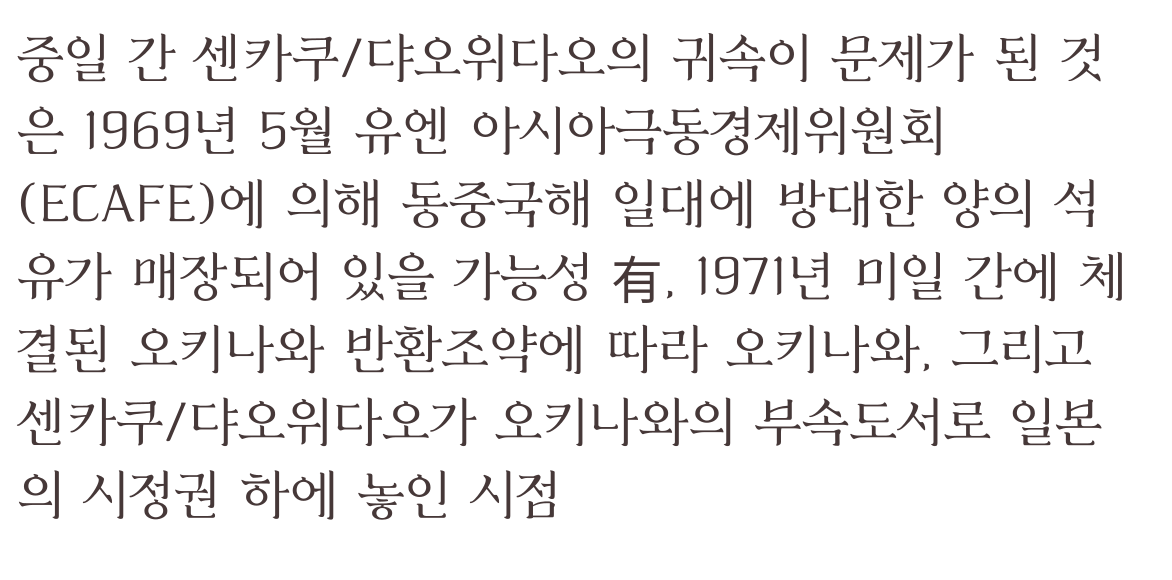 중일 간 센카쿠/댜오위다오의 귀속이 문제가 된 것
은 1969년 5월 유엔 아시아극동경제위원회
(ECAFE)에 의해 동중국해 일대에 방대한 양의 석
유가 매장되어 있을 가능성 有, 1971년 미일 간에 체
결된 오키나와 반환조약에 따라 오키나와, 그리고
센카쿠/댜오위다오가 오키나와의 부속도서로 일본
의 시정권 하에 놓인 시점